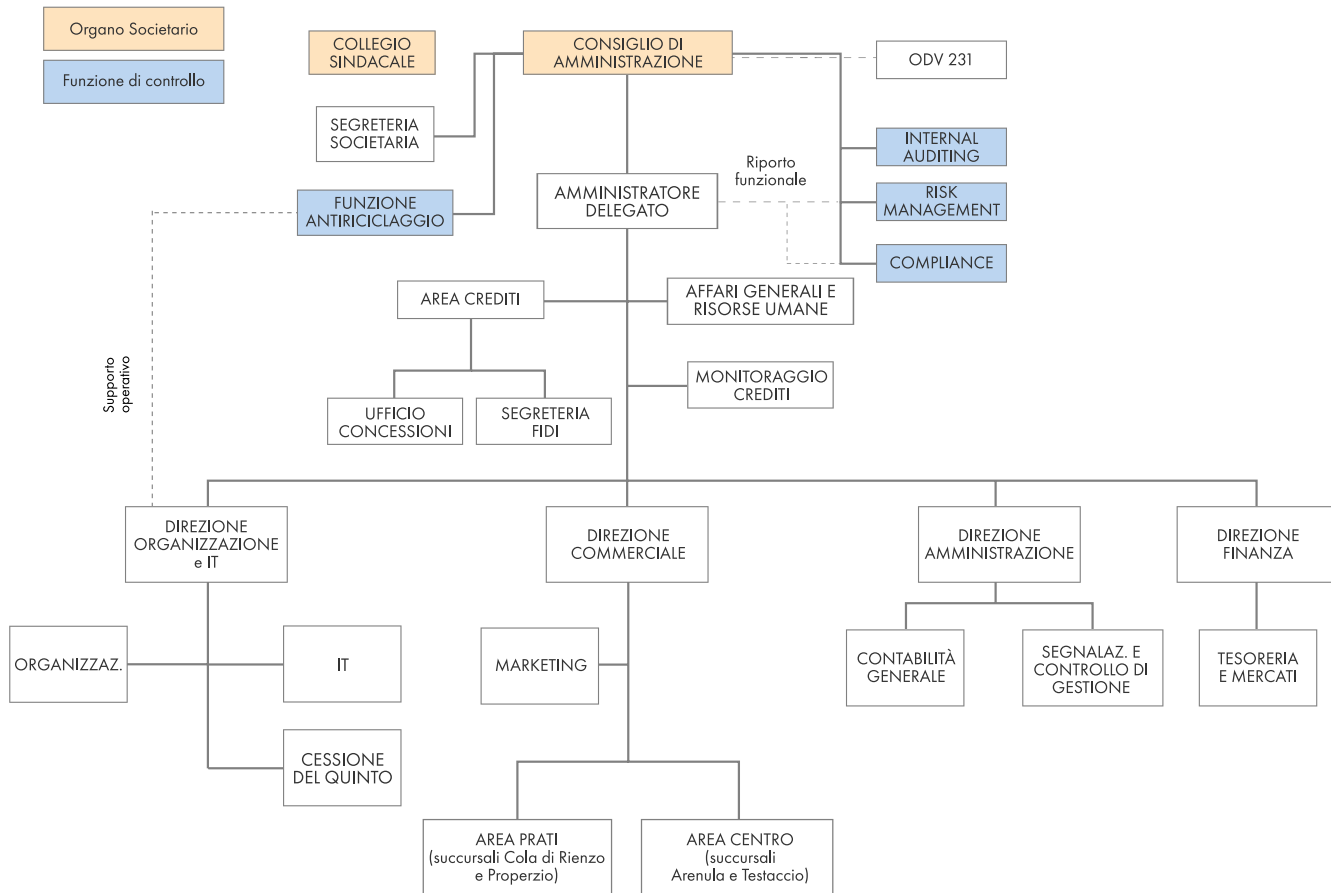 Organo Societario
Funzione di controllo
COLLEGIO
SINDACALE
CONSIGLIO DI
AMMINISTRAZIONE
ODV 231
SEGRETERIA
SOCIETARIA
INTERNAL
AUDITING
Riporto
funzionale
FUNZIONE
ANTIRICICLAGGIO
AMMINISTRATORE
DELEGATO
RISK
MANAGEMENT
COMPLIANCE
AREA CREDITI
AFFARI GENERALI E
RISORSE UMANE
Supporto
operativo
MONITORAGGIO
CREDITI
UFFICIO
CONCESSIONI
SEGRETERIA
FIDI
DIREZIONE
ORGANIZZAZIONE
e IT
DIREZIONE
COMMERCIALE
DIREZIONE
AMMINISTRAZIONE
DIREZIONE
FINANZA
ORGANIZZAZ.
IT
MARKETING
CONTABILITÀ
GENERALE
SEGNALAZ. E
CONTROLLO DI
GESTIONE
TESORERIA
E MERCATI
CESSIONE
DEL QUINTO
AREA PRATI
(succursali Cola di Rienzo
e Properzio)
AREA CENTRO
(succursali
Arenula e Testaccio)